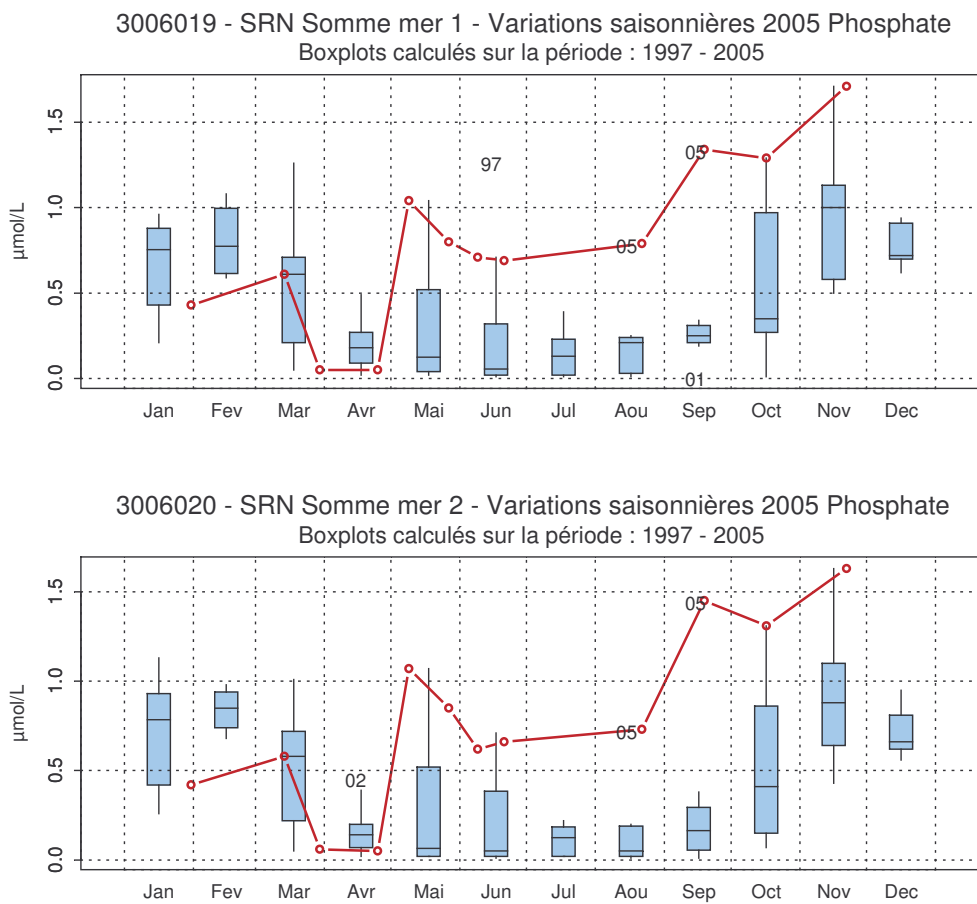 3006019 - SRN Somme mer 1 - Variations saisonnières 2005 Phosphate
Boxplots calculés sur la période : 1997 - 2005
µmol/L
1.5
1.0
0.5
0.0
97
05
05
01
Jan Fev Mar Avr Mai Jun Jul Aou Sep Oct Nov Dec
3006020 - SRN Somme mer 2 - Variations saisonnières 2005 Phosphate
Boxplots calculés sur la période : 1997 - 2005
µmol/L
1.5
1.0
0.5
0.0
05
05
02
Jan Fev Mar Avr Mai Jun Jul Aou Sep Oct Nov Dec